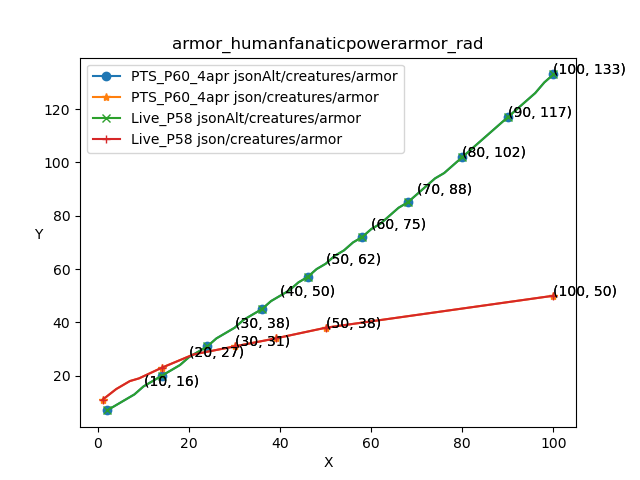 armor_humanfanaticpowerarmor_rad
PTS_P60_4apr jsonAlt/creatures/armor
PTS_P60_4apr json/creatures/armor
Live_P58 jsonAlt/creatures/armor
Live_P58 json/creatures/armor
(100, 133)
(90, 117)
(80, 102)
(70, 88)
(60, 75)
(50, 62)
(40, 50)
(100, 50)
(30, 38)
(50, 38)
(30, 31)
(20, 27)
(10, 16)
Y
120
100
80
60
40
20
0 20 40 60 80 100
X